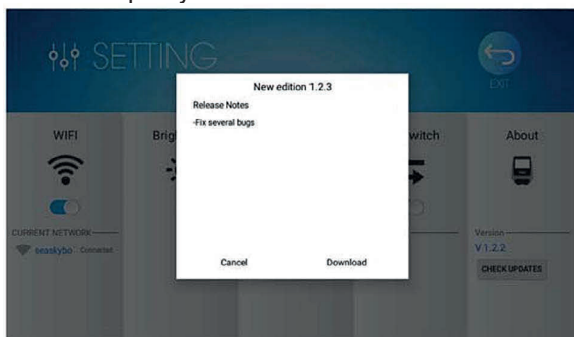 SETTING
EXIT
New edition 1.2.3
Release Notes
-Fix several bugs
Cancel
Download
WIFI
Brig
witch
About
CURRENT NETWORK
seaskybo Connected
Version
V 1.2.2
CHECK UPDATES